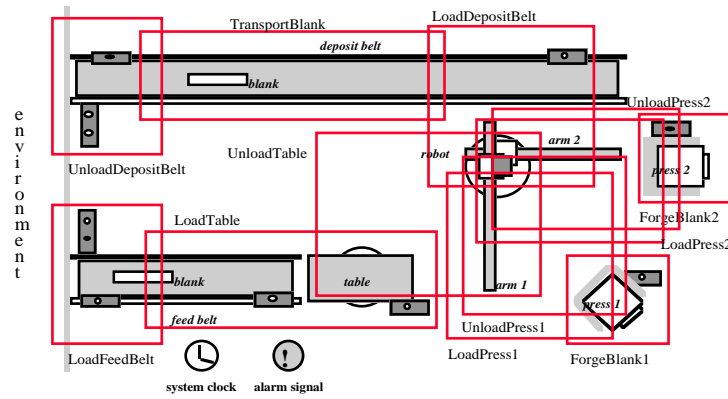 LoadDepositBelt
TransportBlank
deposit belt
blank
UnloadPress2
environment
UnloadTable
robot
arm 2
press 2
UnloadDepositBelt
LoadTable
ForgeBlank2
LoadPress2
blank
table
arm 1
press 1
feed belt
UnloadPress1
LoadFeedBelt
LoadPress1
ForgeBlank1
!
system clock
alarm signal